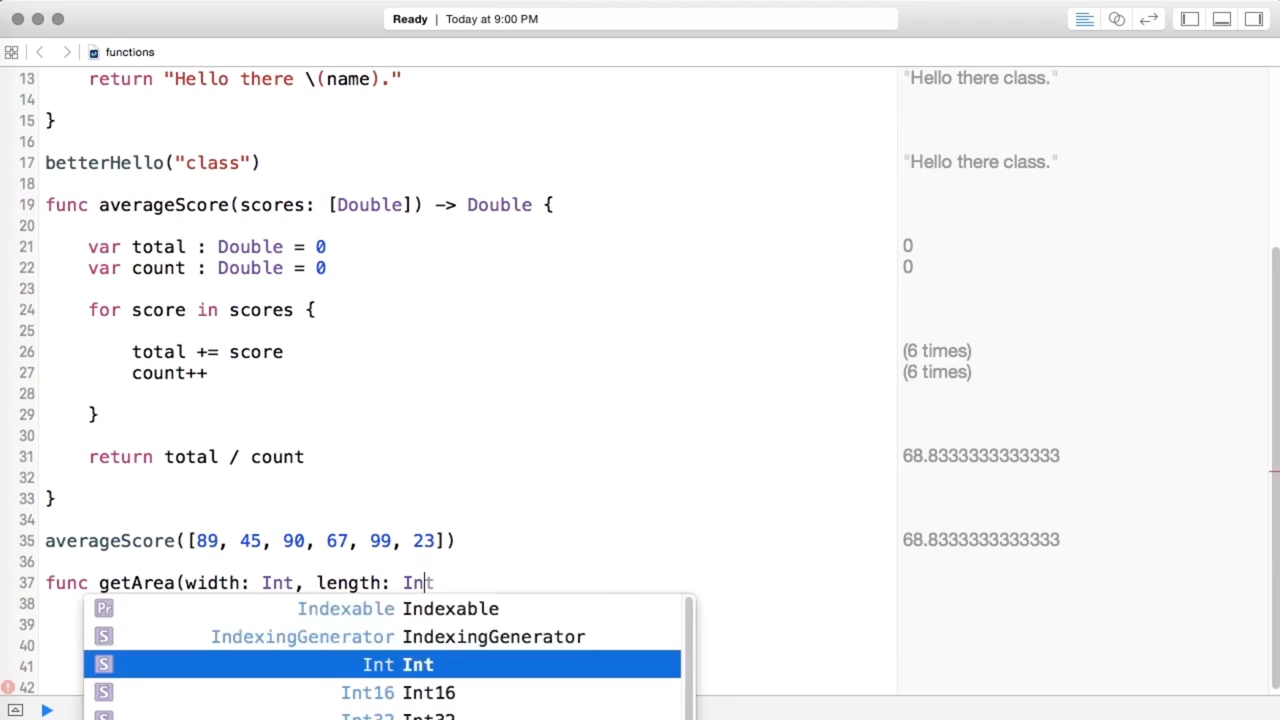 Ready | Today at 9:00 PM
functions
13 return "Hello there \(name)." "Hello there class."
14
15 }
16
17 betterHello("class") "Hello there class."
18
19 func averageScore(scores: [Double]) -> Double {
20
21 var total : Double = 0 0
22 var count : Double = 0 0
23
24 for score in scores {
25
26 total += score (6 times)
27 count++ (6 times)
28
29 }
30
31 return total / count 68.8333333333333
32
33 }
34
35 averageScore([89, 45, 90, 67, 99, 23]) 68.8333333333333
36
37 func getArea(width: Int, length: Int
38 Pr Indexable Indexable
39 S IndexingGenerator IndexingGenerator
40 S Int Int
41 S Int16 Int16
42 S Int32 Int32